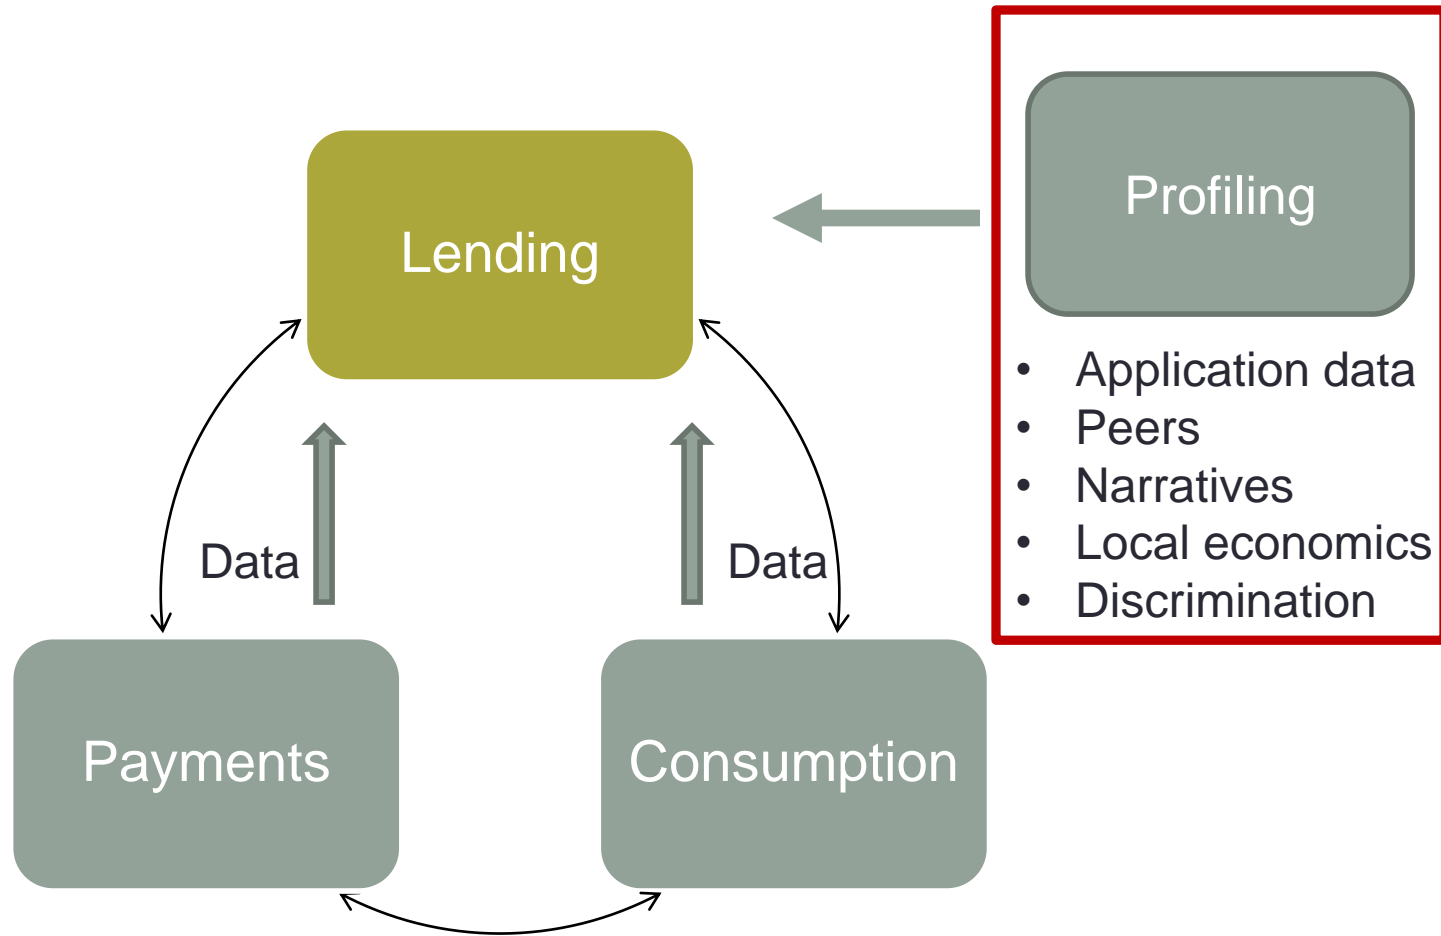 Profiling
Lending
• Application data
• Peers
• Narratives
• Local economics
• Discrimination
Data
Data
Payments
Consumption